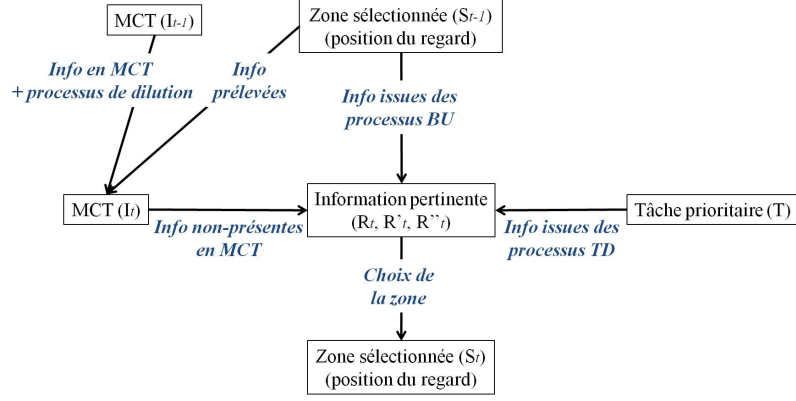 MCT (It-1)
Zone sélectionnée (St-1)
(position du regard)
Info en MCT
+ processus de dilution
Info
prélevées
Info issues des
processus BU
MCT (It)
Information pertinente
(Rt, R’t, R’’t)
Tâche prioritaire (T)
Info non-présentes
en MCT
Info issues des
processus TD
Choix de
la zone
Zone sélectionnée (St)
(position du regard)